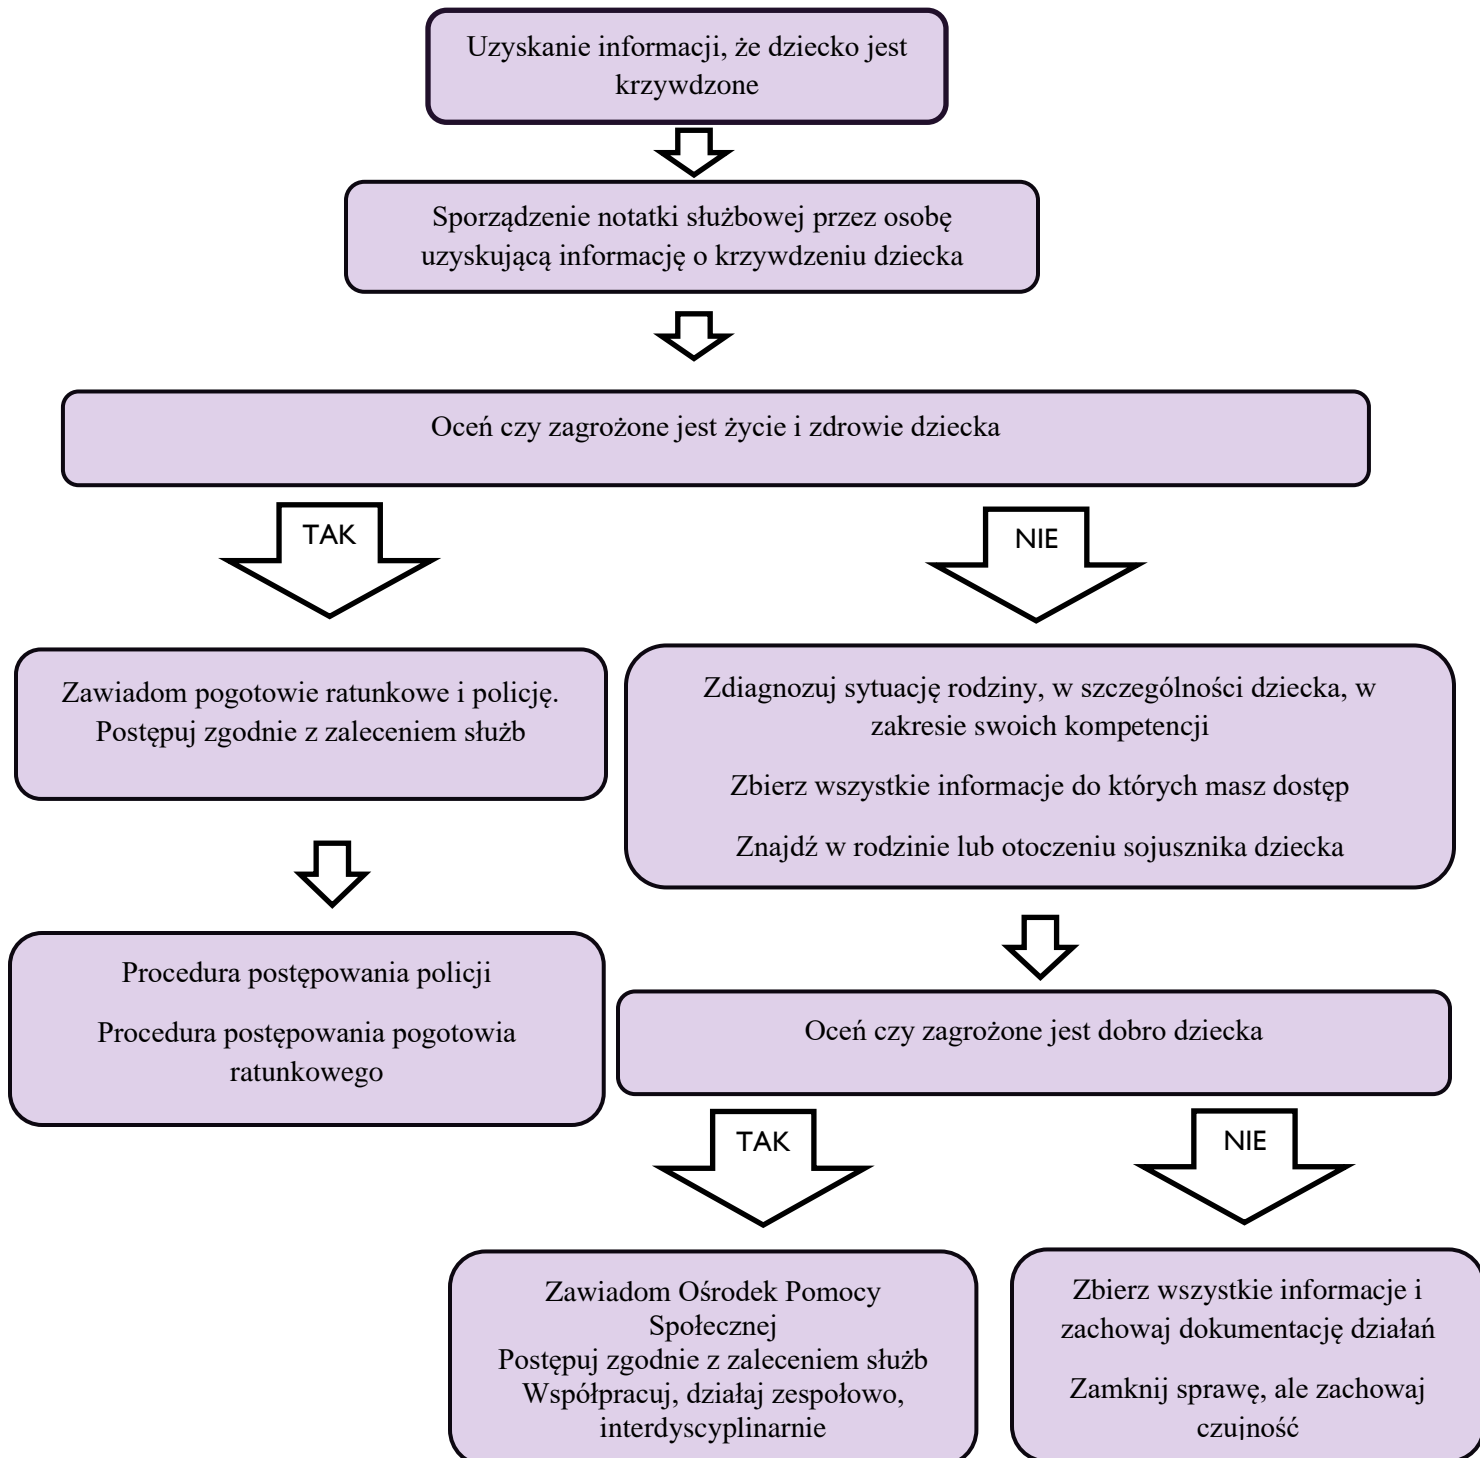 Uzyskanie informacji, że dziecko jest
krzywdzone
Sporządzenie notatki służbowej przez osobę
uzyskującą informację o krzywdzeniu dziecka
Oceń czy zagrożone jest życie i zdrowie dziecka
TAK
NIE
Zawiadom pogotowie ratunkowe i policję.
Postępuj zgodnie z zaleceniem służb
Zdiagnozuj sytuację rodziny, w szczególności dziecka, w
zakresie swoich kompetencji
Zbierz wszystkie informacje do których masz dostęp
Znajdź w rodzinie lub otoczeniu sojusznika dziecka
Procedura postępowania policji
Procedura postępowania pogotowia
ratunkowego
Oceń czy zagrożone jest dobro dziecka
TAK
NIE
Zawiadom Ośrodek Pomocy
Społecznej
Postępuj zgodnie z zaleceniem służb
Współpracuj, działaj zespołowo,
interdyscyplinarnie
Zbierz wszystkie informacje i
zachowaj dokumentację działań
Zamknij sprawę, ale zachowaj
czujność